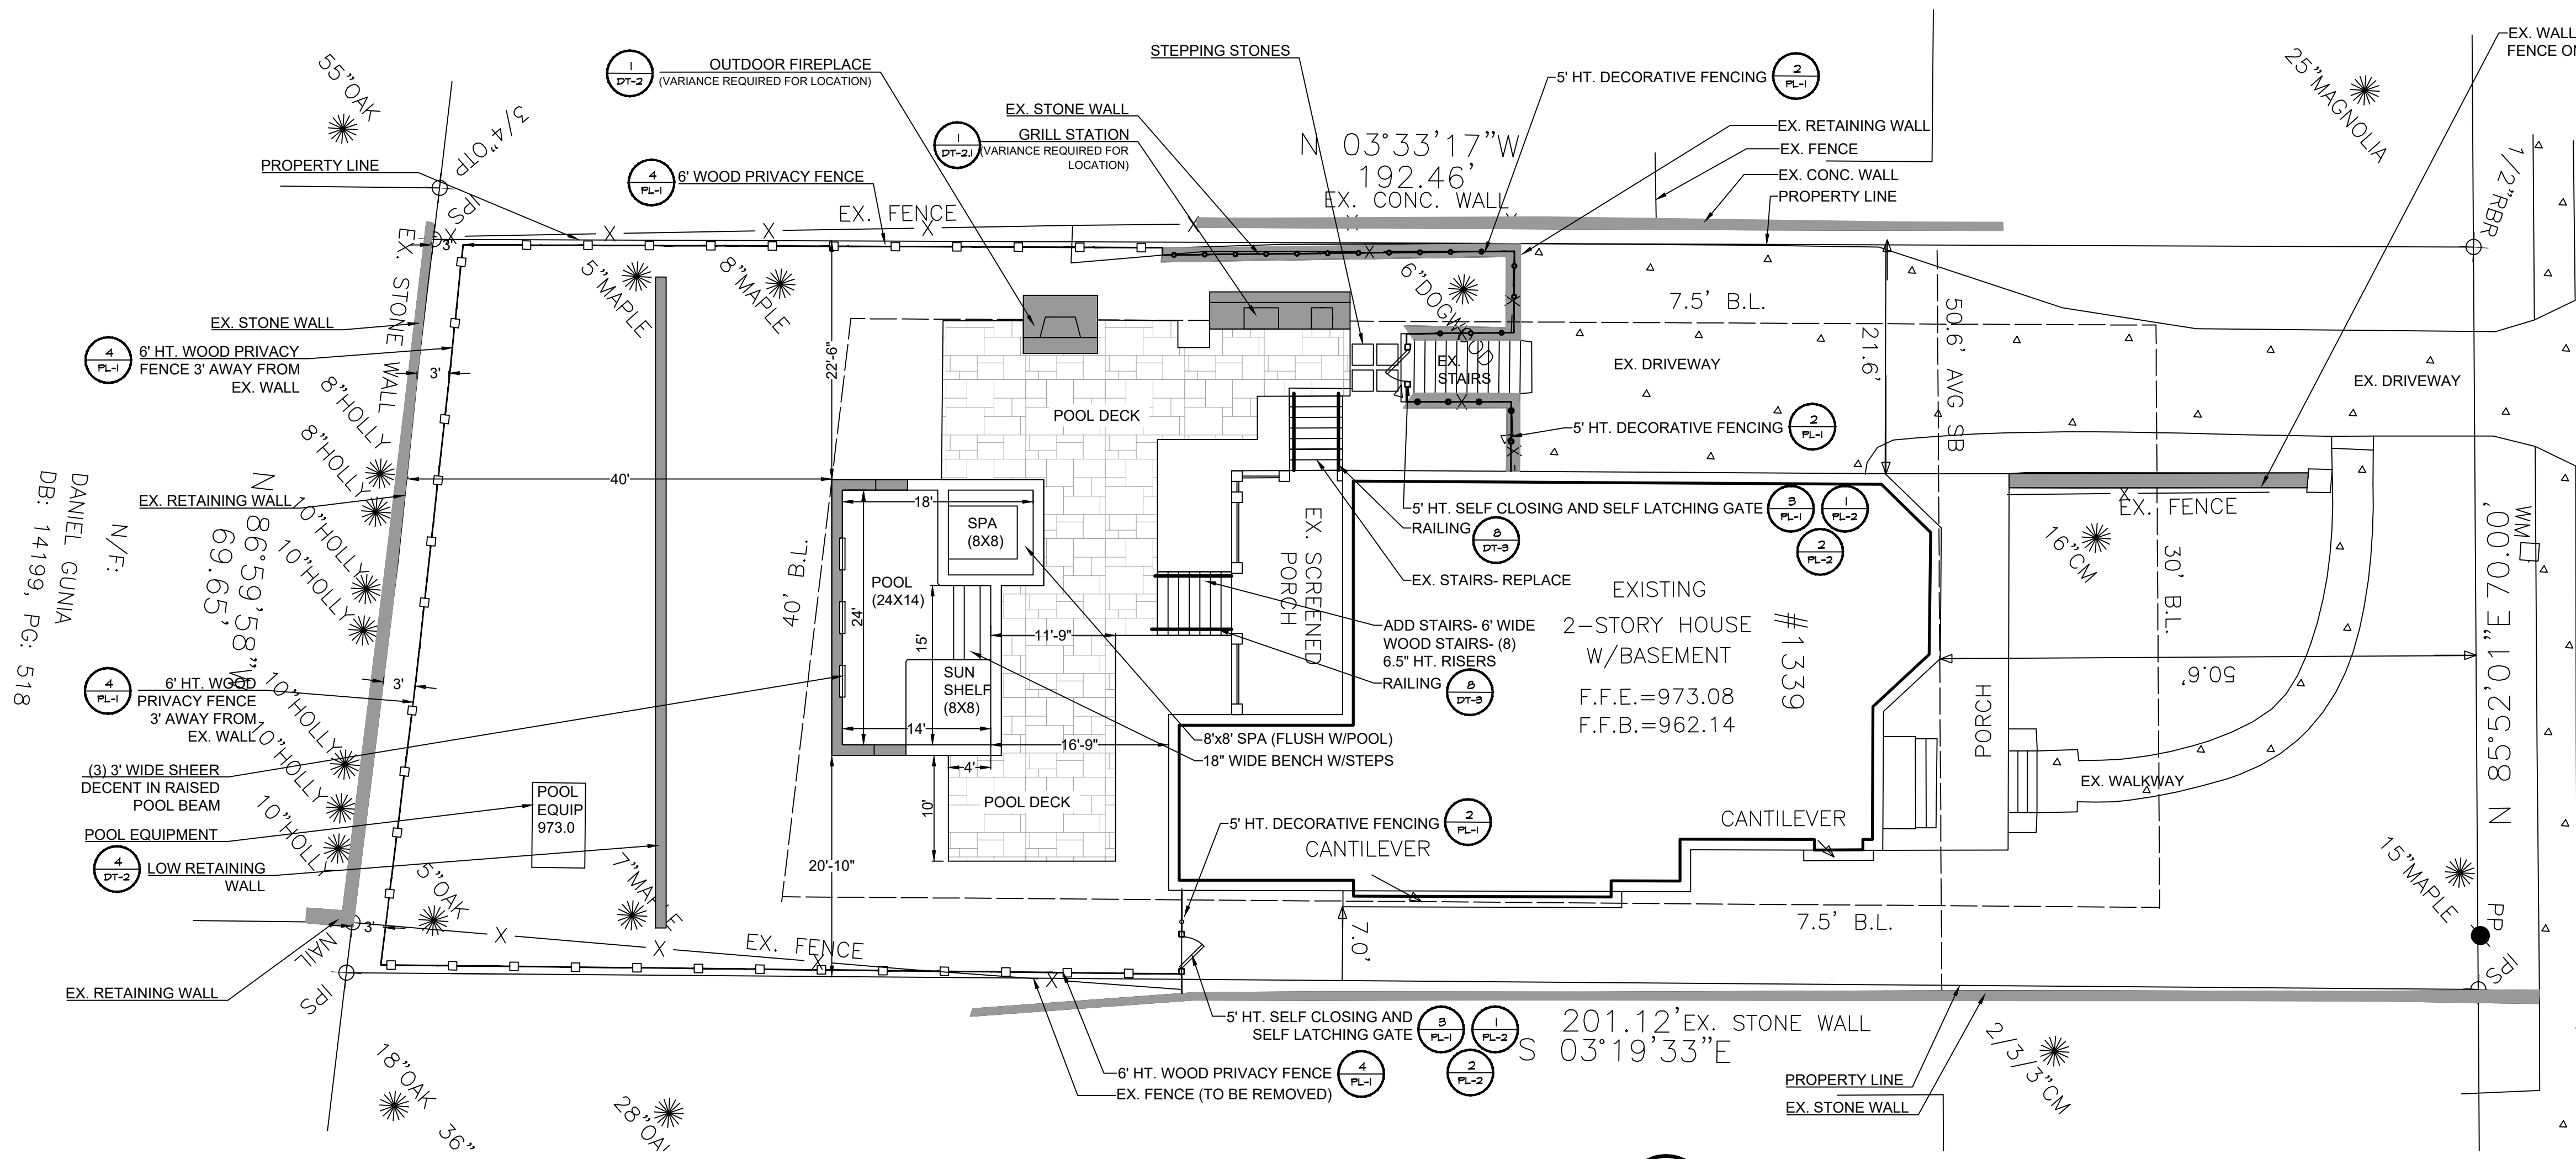 55"OAK
3/4"OTP
IPS
1
DT-2
OUTDOOR FIREPLACE
(VARIANCE REQUIRED FOR LOCATION)
STEPPING STONES
EX. STONE WALL
1
DT-2.1
GRILL STATION
(VARIANCE REQUIRED FOR
LOCATION)
5' HT. DECORATIVE FENCING
2
PL-1
N 03°33'17"W
192.46'
EX. CONC. WALL
EX. RETAINING WALL
EX. FENCE
EX. CONC. WALL
PROPERTY LINE
25"MAGNOLIA
1/2"RBR
EX. WALL
PROPERTY LINE
4
PL-1
6' WOOD PRIVACY FENCE
EX. FENCE
3'
EX. STONE WALL
EX. STONE WALL
4
PL-1
6' HT. WOOD PRIVACY
FENCE 3' AWAY FROM
EX. WALL
3'
5"MAPLE
8"MAPLE
22'-6"
6"DOGWOOD
EX.
STAIRS
7.5' B.L.
EX. DRIVEWAY
EX. DRIVEWAY
21.6'
50.6' AVG SB
8"HOLLY
8"HOLLY
10"HOLLY
10"HOLLY
EX. RETAINING WALL
N/F:
DANIEL GUNIA
DB: 14199, PG: 518
N 86°59'58"W
69.65'
40'
40' B.L.
POOL DECK
5' HT. DECORATIVE FENCING
2
PL-1
18'
SPA
(8X8)
POOL
(24X14)
24'
15'
11'-9"
SUN
SHELF
(8X8)
14'
16'-9"
4'
10'
POOL DECK
20'-10"
EX. SCREENED
PORCH
5' HT. SELF CLOSING AND SELF LATCHING GATE
3
PL-1
1
PL-2
2
PL-2
RAILING
8
DT-3
EX. STAIRS- REPLACE
ADD STAIRS- 6' WIDE
WOOD STAIRS- (8)
6.5" HT. RISERS
RAILING
8
DT-3
8'x8' SPA (FLUSH W/POOL)
18" WIDE BENCH W/STEPS
EXISTING
2-STORY HOUSE
W/BASEMENT
F.F.E.=973.08
F.F.B.=962.14
#1339
PORCH
EX. FENCE
16"CM
30' B.L.
50.6'
WM
N 85°52'01"E 70.00'
EX. WALKWAY
CANTILEVER
4
PL-1
6' HT. WOOD
PRIVACY FENCE
3' AWAY FROM
EX. WALL
3'
10"HOLLY
10"HOLLY
10"HOLLY
(3) 3' WIDE SHEER
DECENT IN RAISED
POOL BEAM
POOL EQUIPMENT
POOL
EQUIP
973.0
4
DT-2
LOW RETAINING
WALL
5"OAK
7"MAPLE
3'
EX. FENCE
NAIL
IPS
EX. RETAINING WALL
5' HT. DECORATIVE FENCING
2
PL-1
CANTILEVER
7.0'
7.5' B.L.
15"MAPLE
PP
IPS
5' HT. SELF CLOSING AND
SELF LATCHING GATE
3
PL-1
1
PL-2
2
PL-2
201.12'
EX. STONE WALL
S 03°19'33"E
6' HT. WOOD PRIVACY FENCE
4
PL-1
EX. FENCE (TO BE REMOVED)
PROPERTY LINE
EX. STONE WALL
2/3/3"CM
18"OAK
36"